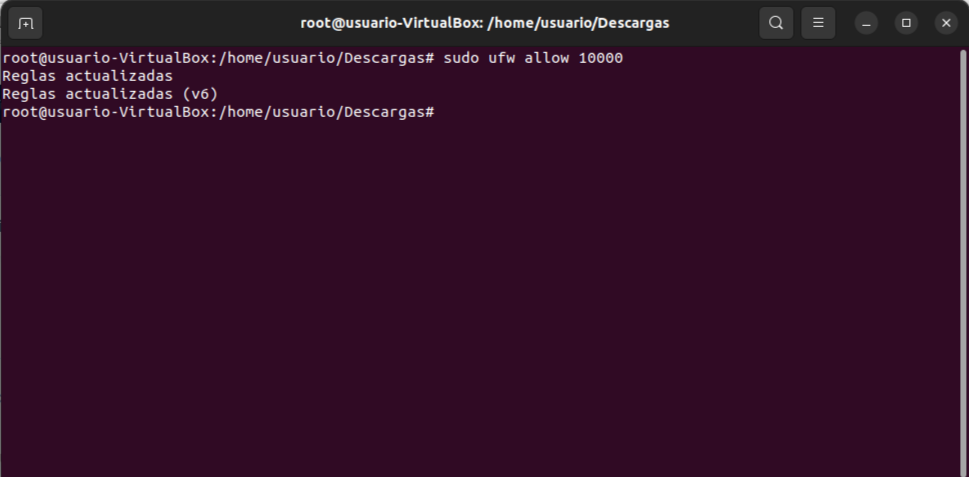 root@usuario-VirtualBox: /home/usuario/Descargas
root@usuario-VirtualBox:/home/usuario/Descargas# sudo ufw allow 10000
Reglas actualizadas
Reglas actualizadas (v6)
root@usuario-VirtualBox:/home/usuario/Descargas#